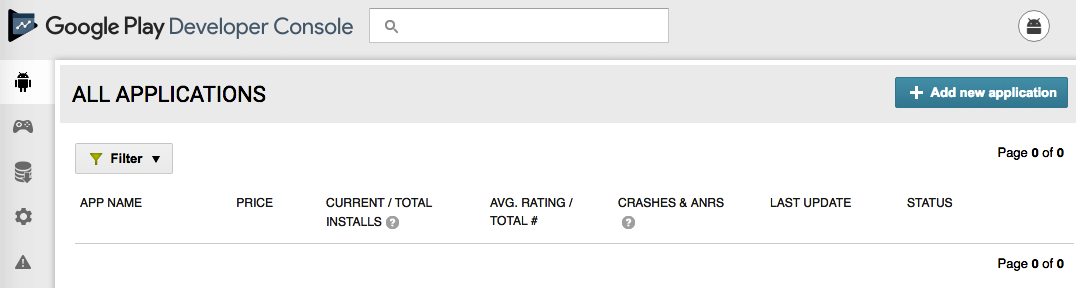 Google Play Developer Console
ALL APPLICATIONS
+ Add new application
Filter
Page 0 of 0
APP NAME
PRICE
CURRENT / TOTAL
INSTALLS ?
AVG. RATING /
TOTAL #
CRASHES & ANRS
?
LAST UPDATE
STATUS
Page 0 of 0